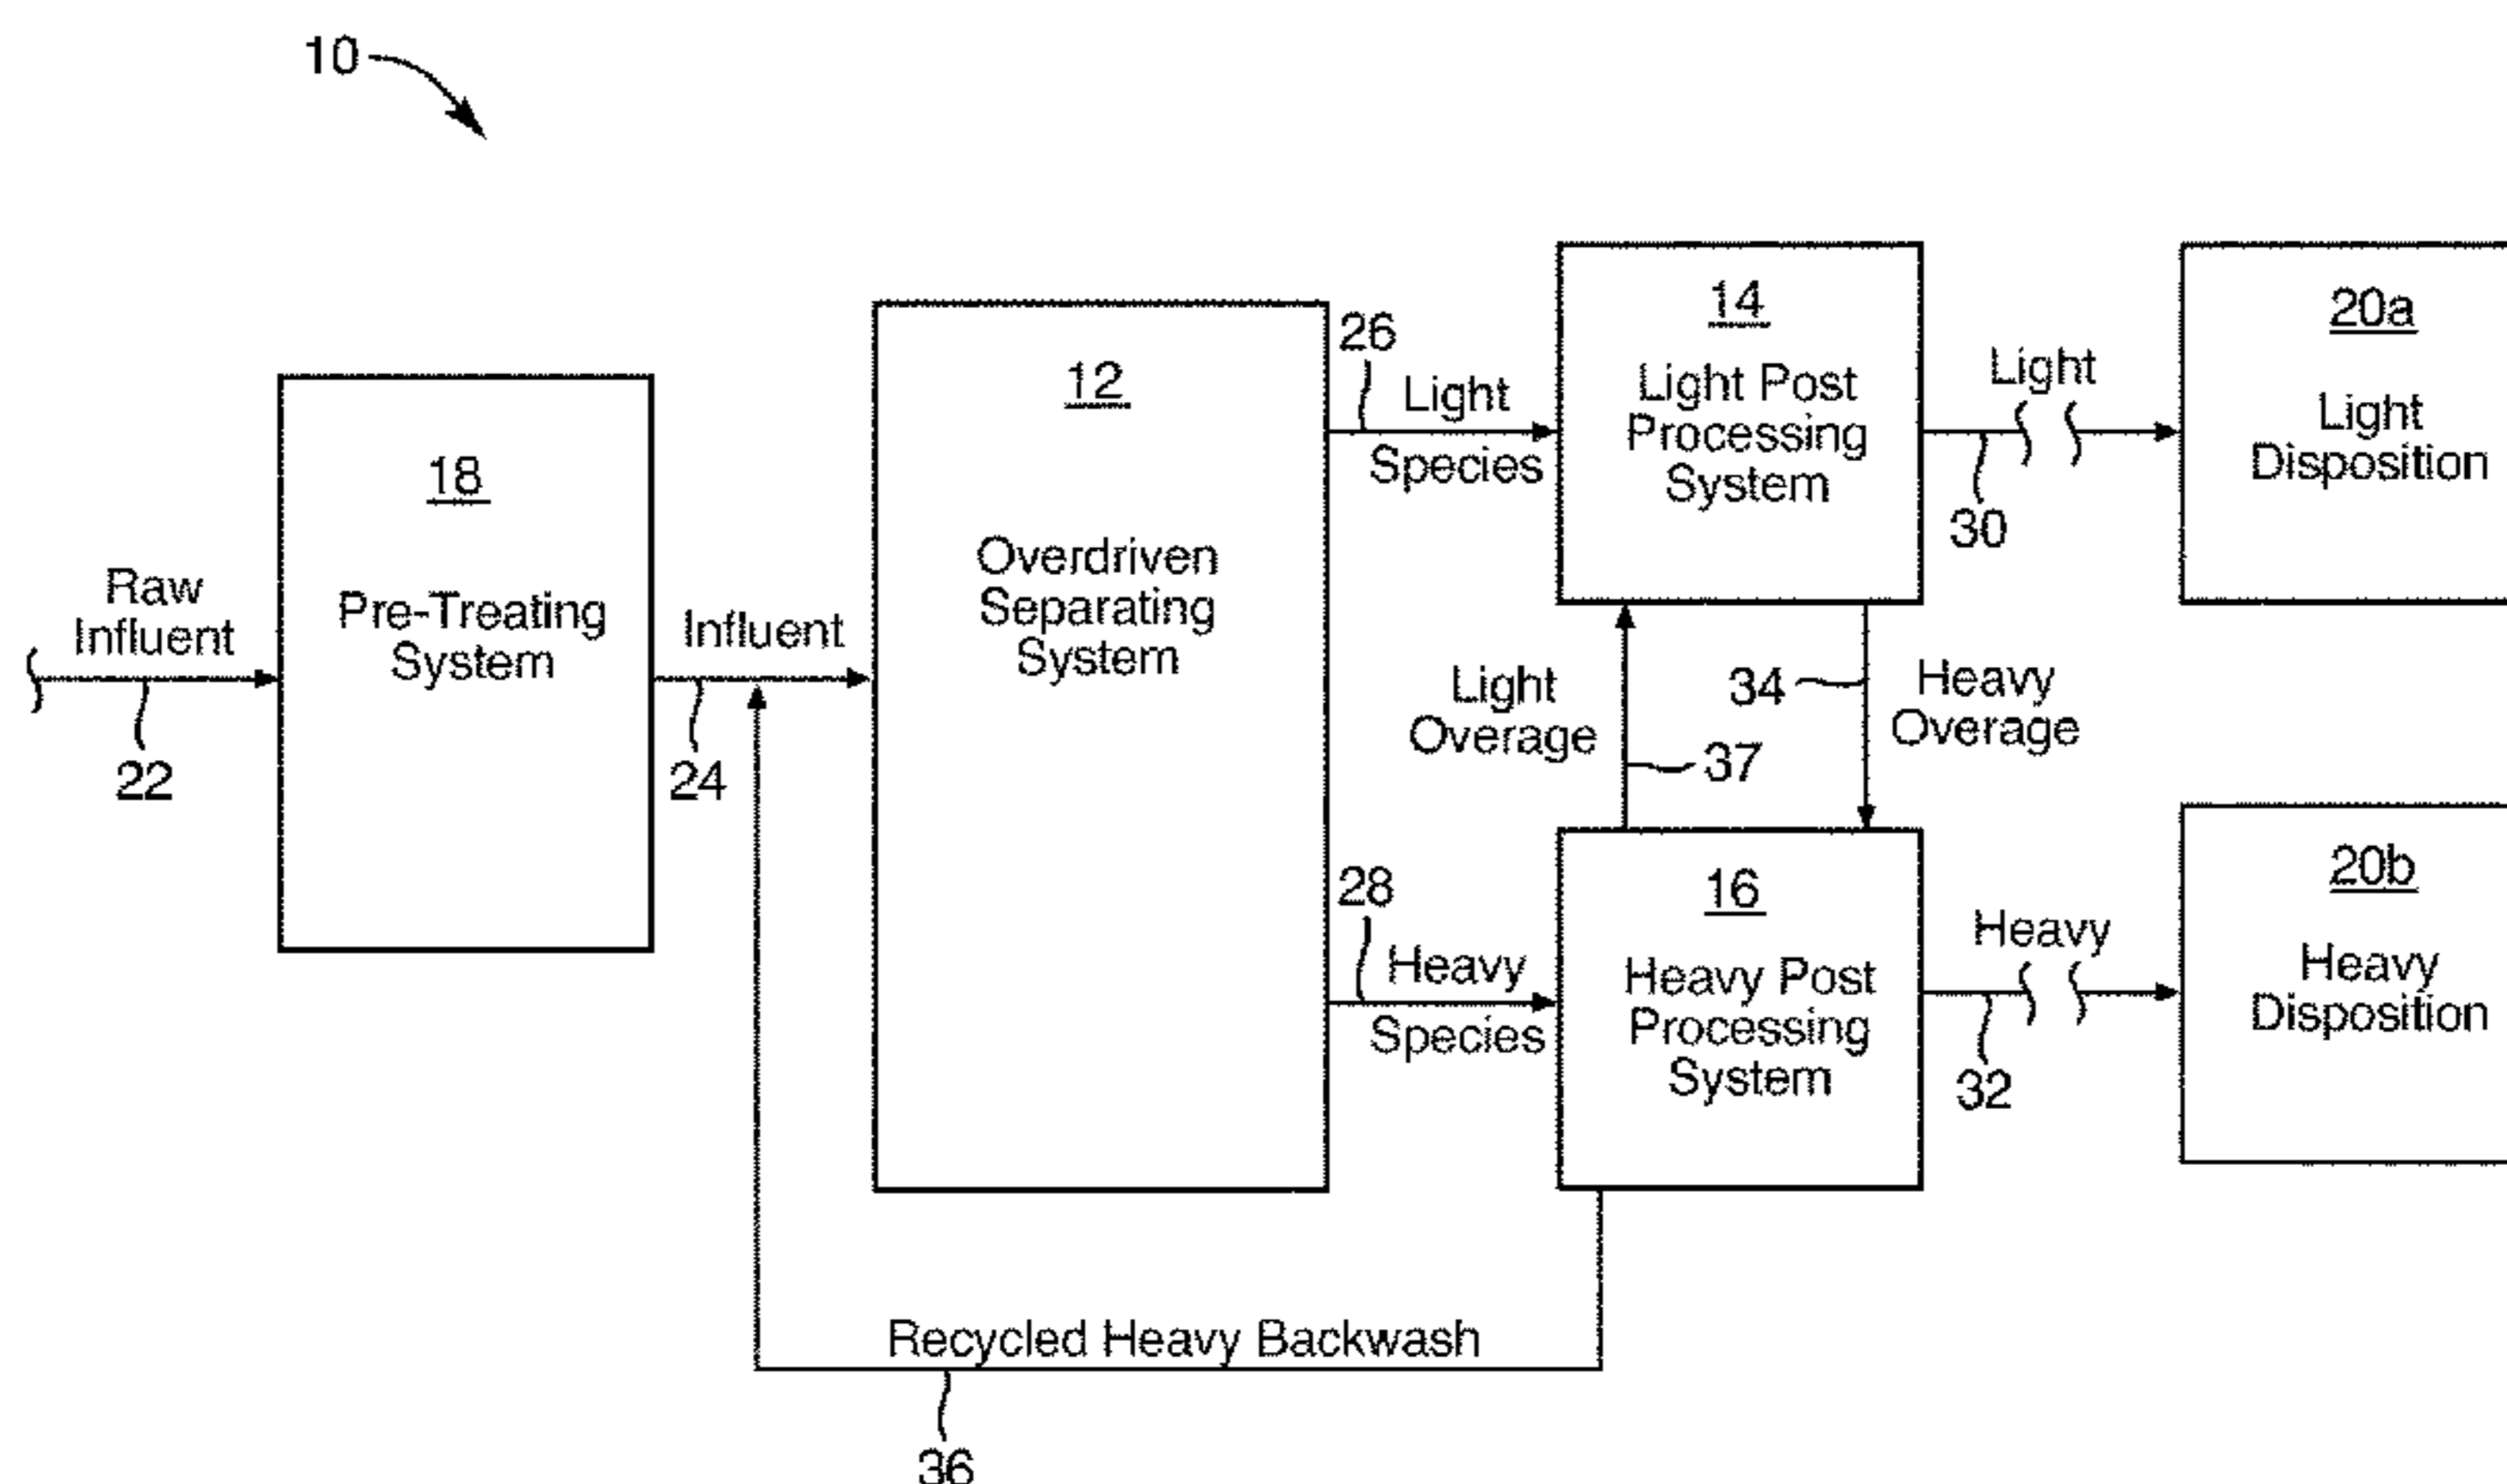 10
18
Pre-Treating
System
Raw
Influent
22
Influent
24
12
Overdriven
Separating
System
26
Light
Species
28
Heavy
Species
14
Light Post
Processing
System
Light
30
20a
Light
Disposition
Light
Overage
37
34
Heavy
Overage
16
Heavy Post
Processing
System
Heavy
32
20b
Heavy
Disposition
Recycled Heavy Backwash
36